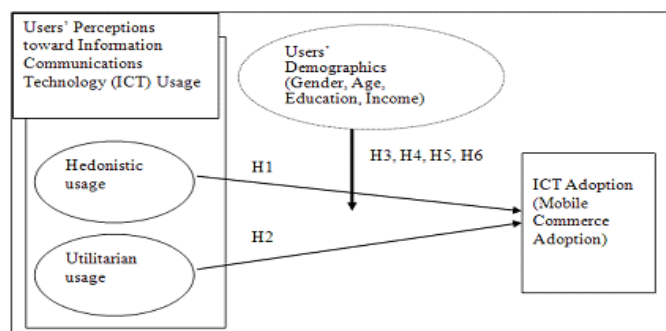 Users' Perceptions
toward Information
Communications
Technology (ICT) Usage
Users'
Demographics
(Gender, Age,
Education, Income)
Hedonistic
usage
H1
H3, H4, H5, H6
ICT Adoption
(Mobile
Commerce
Adoption)
Utilitarian
usage
H2